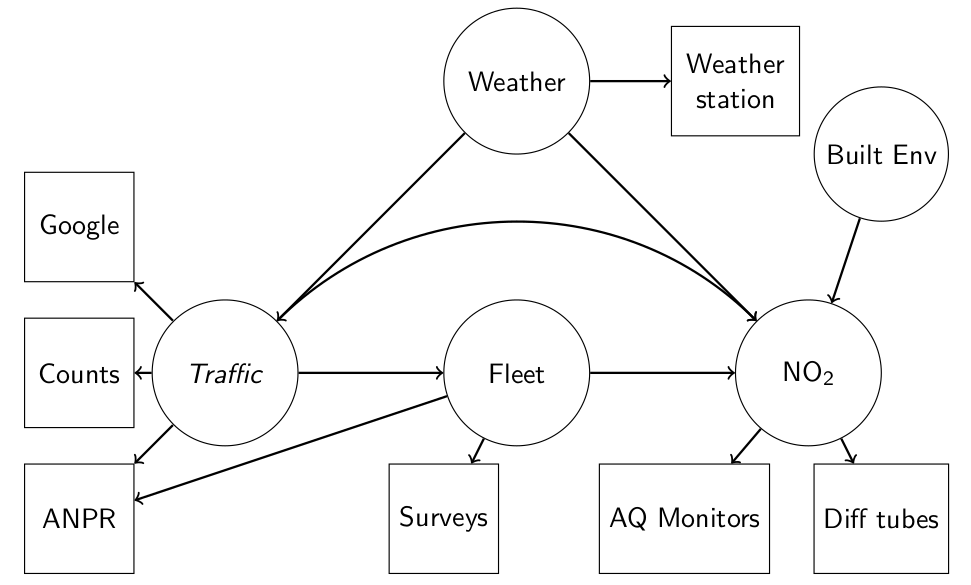 Weather
Weather
station
Built Env
Google
Counts
Traffic
Fleet
NO₂
ANPR
Surveys
AQ Monitors
Diff tubes